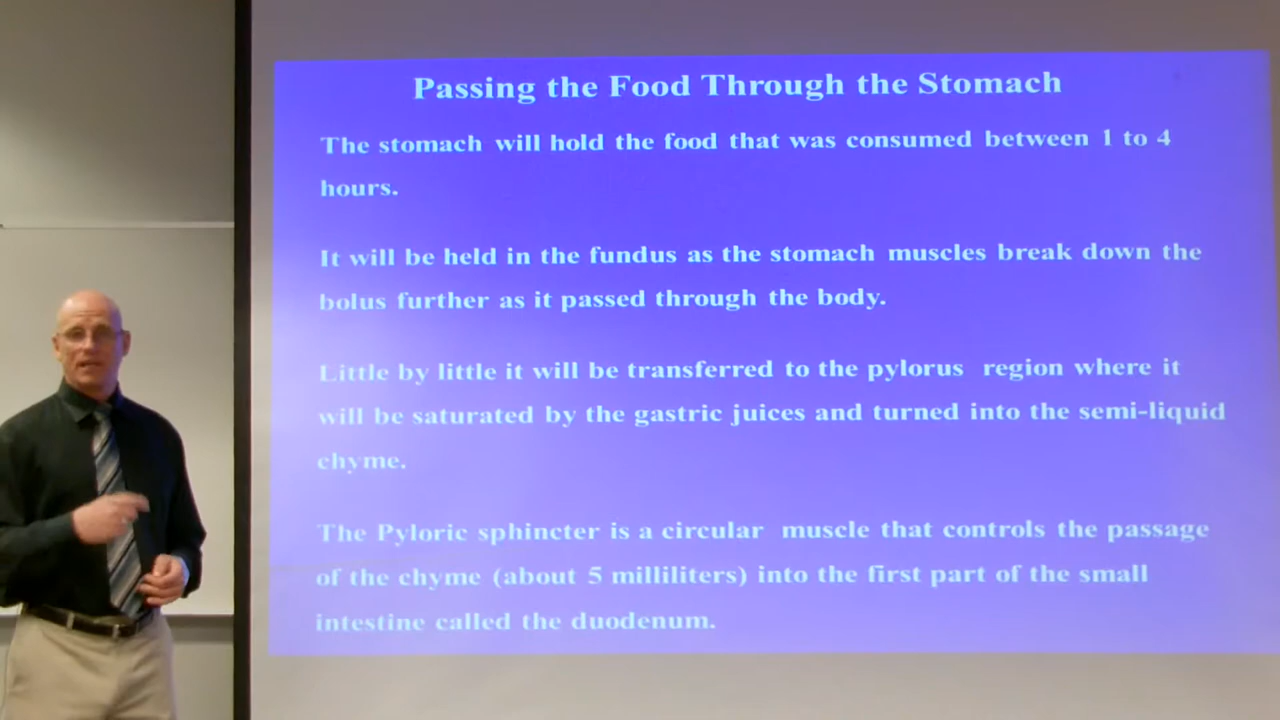 Passing the Food Through the Stomach
The stomach will hold the food that was consumed between 1 to 4
hours.
It will be held in the fundus as the stomach muscles break down the
bolus further as it passed through the body.
Little by little it will be transferred to the pylorus region where it
will be saturated by the gastric juices and turned into the semi-liquid
chyme.
The Pyloric sphincter is a circular muscle that controls the passage
of the chyme (about 5 milliliters) into the first part of the small
intestine called the duodenum.